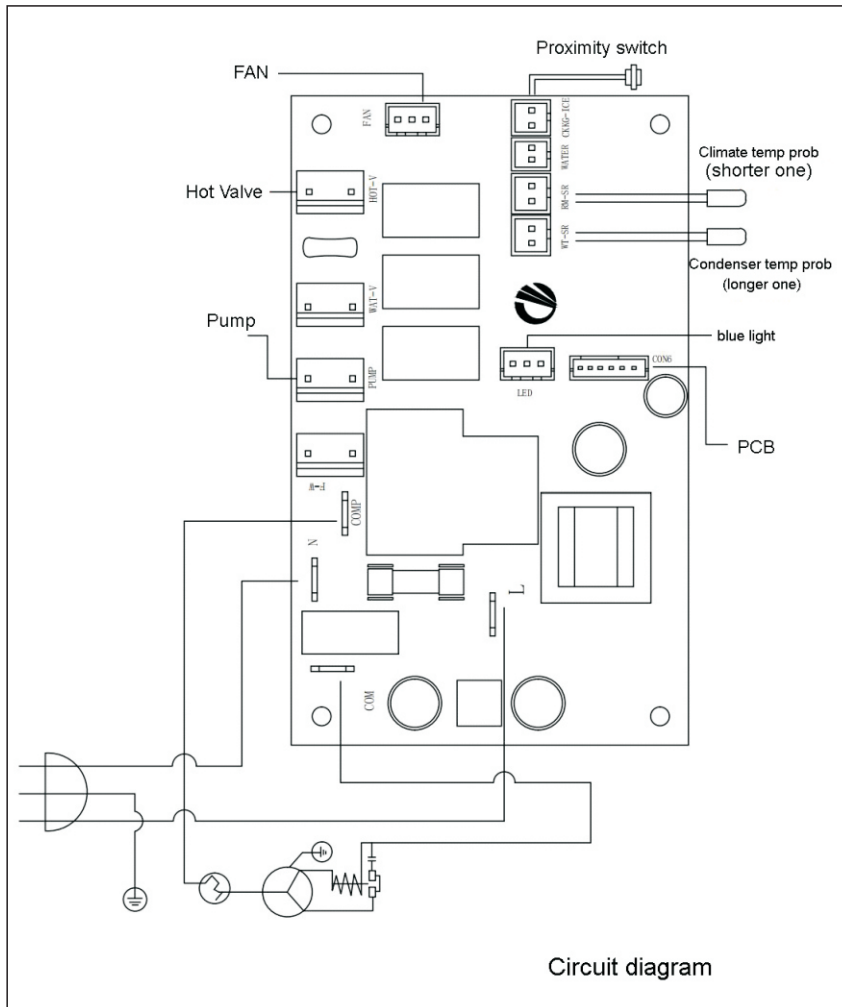 Proximity switch
FAN
FAN
CKKG-ICE
WATER
Climate temp prob
(shorter one)
Hot Valve
HOT-V
RM-SR
WT-SR
Condenser temp prob
(longer one)
WAT-V
Pump
PUMP
blue light
CON6
LED
PCB
COMP
N
L
COM
Circuit diagram